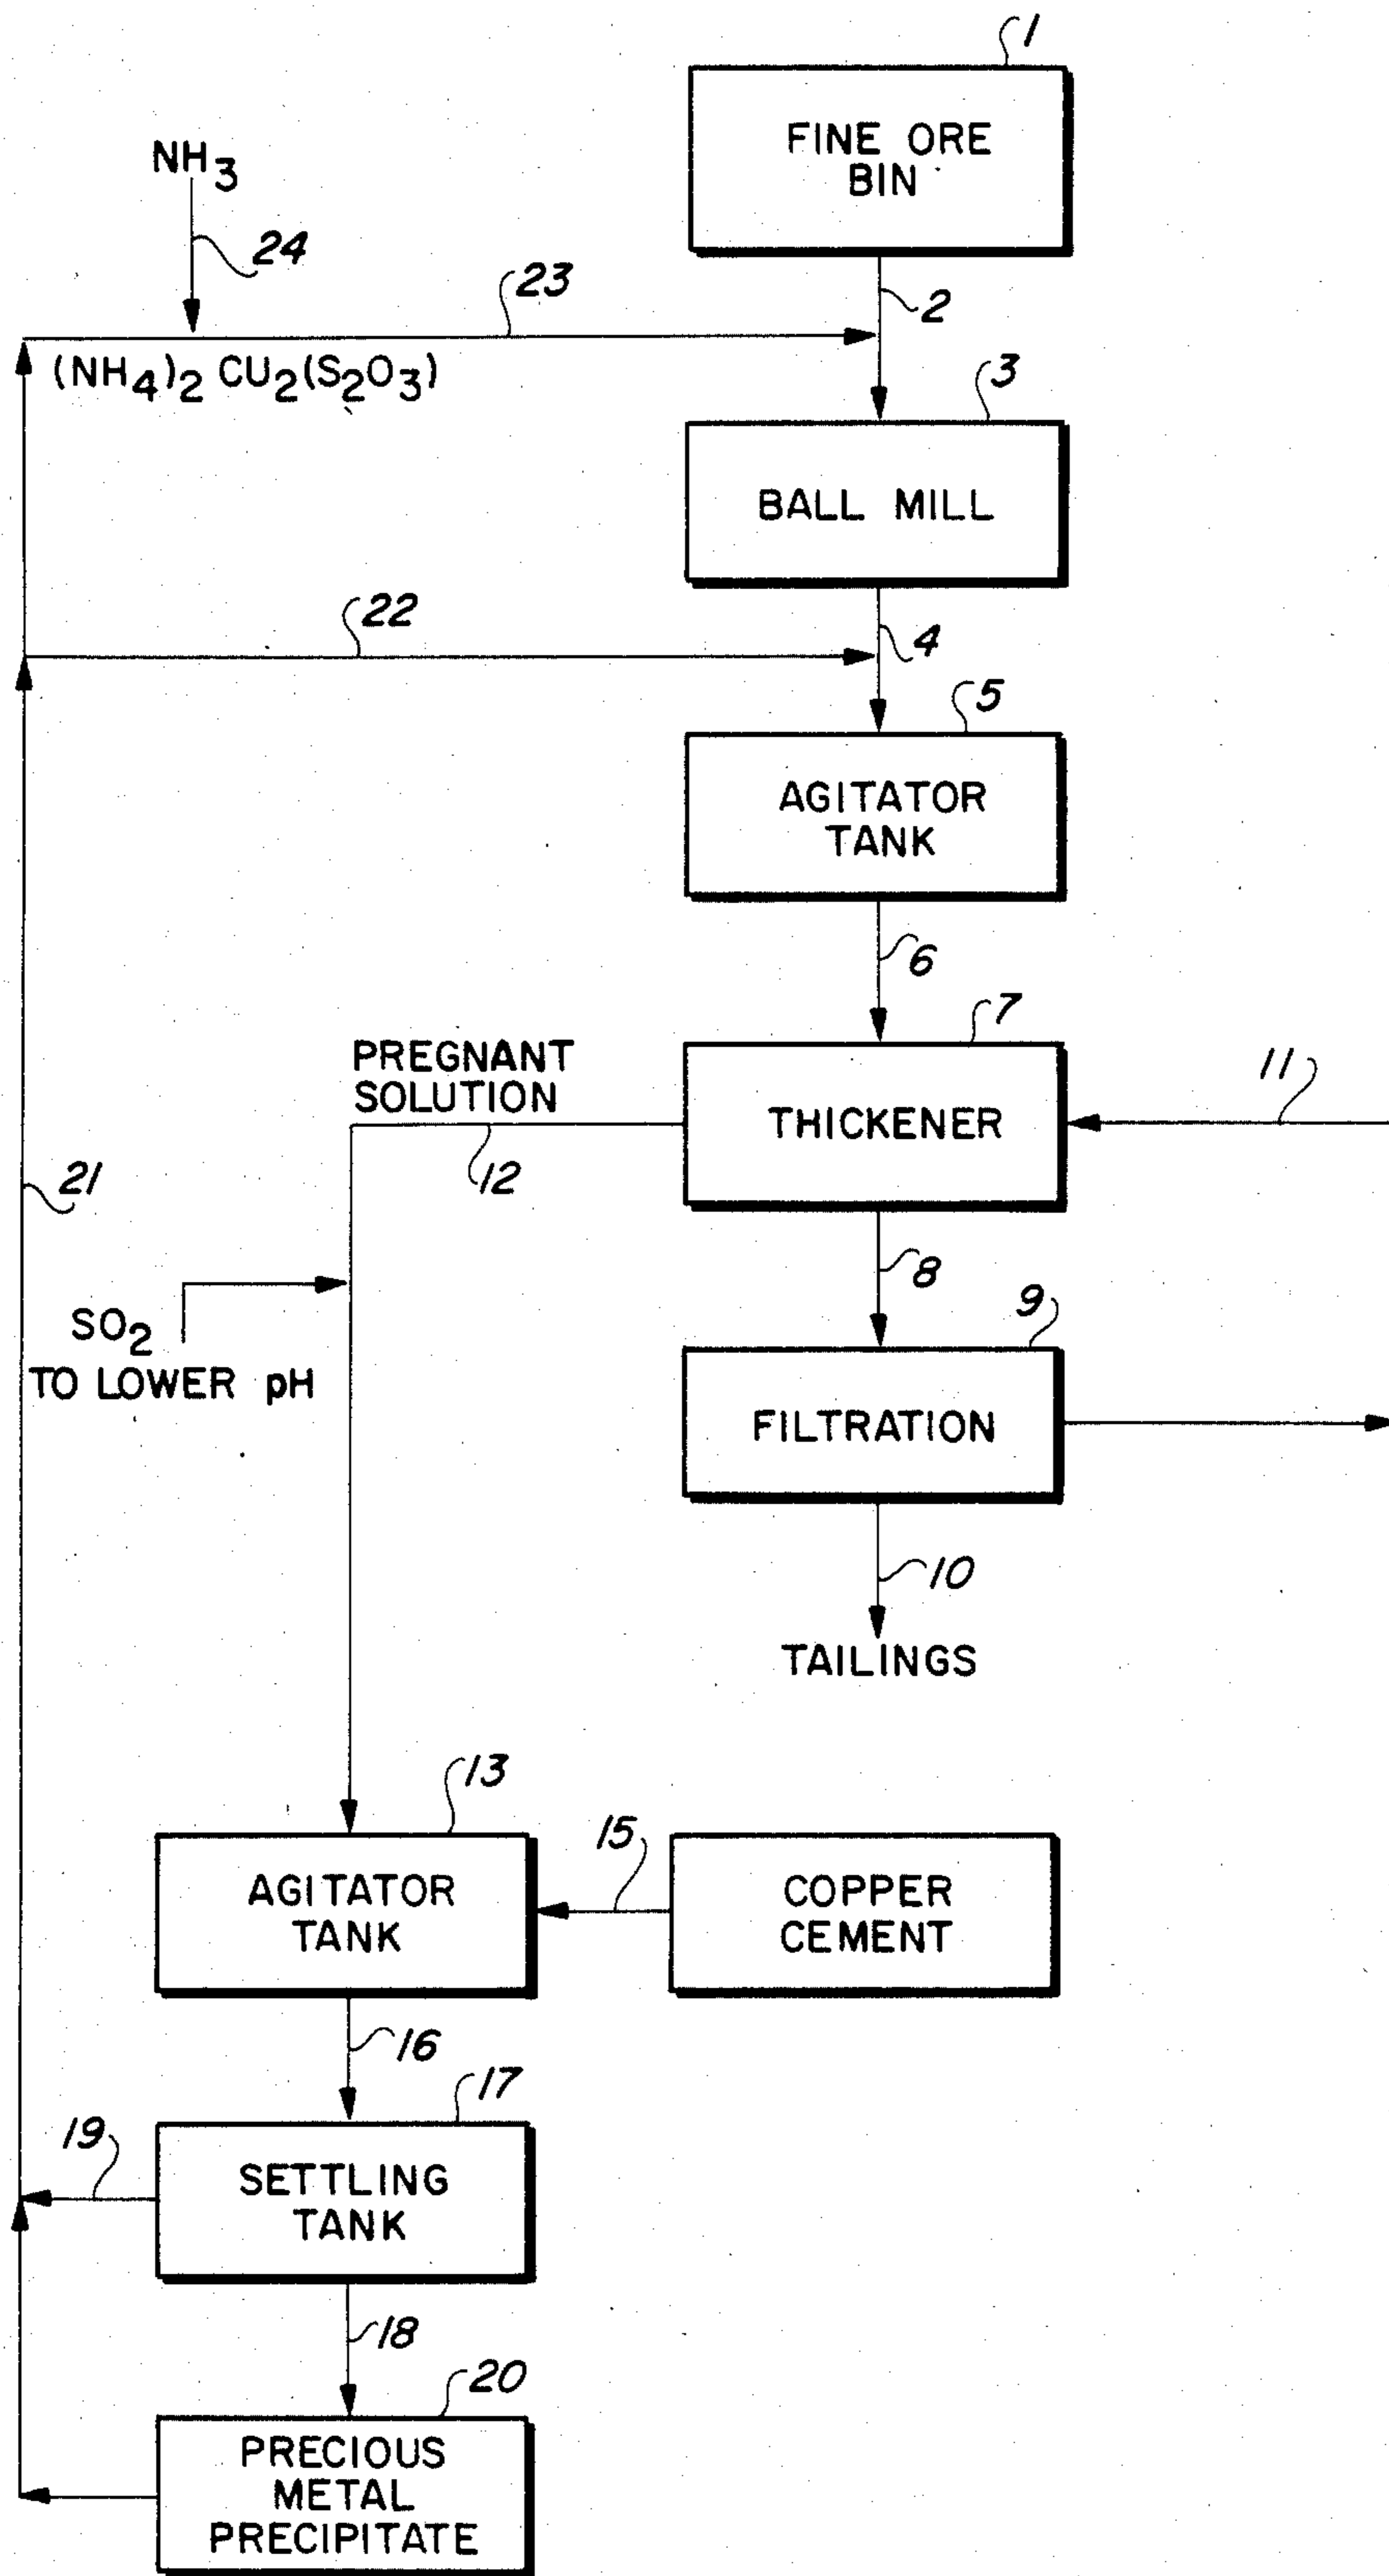 1
FINE ORE
BIN
NH3
24
23
2
(NH4)2 CU2(S2O3)
3
BALL MILL
22
4
5
AGITATOR
TANK
6
7
PREGNANT
SOLUTION
THICKENER
11
12
21
8
SO2
TO LOWER pH
9
FILTRATION
10
TAILINGS
13
15
AGITATOR
TANK
COPPER
CEMENT
16
17
19
SETTLING
TANK
18
20
PRECIOUS
METAL
PRECIPITATE